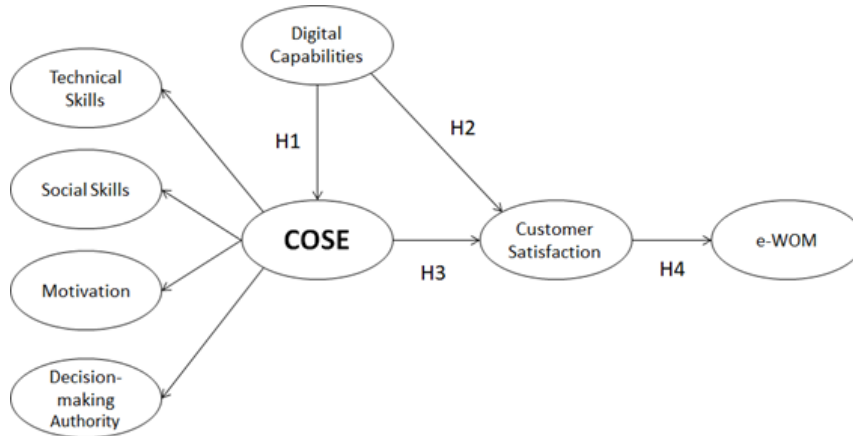 Digital
Capabilities
Technical
Skills
H1
H2
Social Skills
COSE
Customer
Satisfaction
e-WOM
H3
H4
Motivation
Decision-
making
Authority